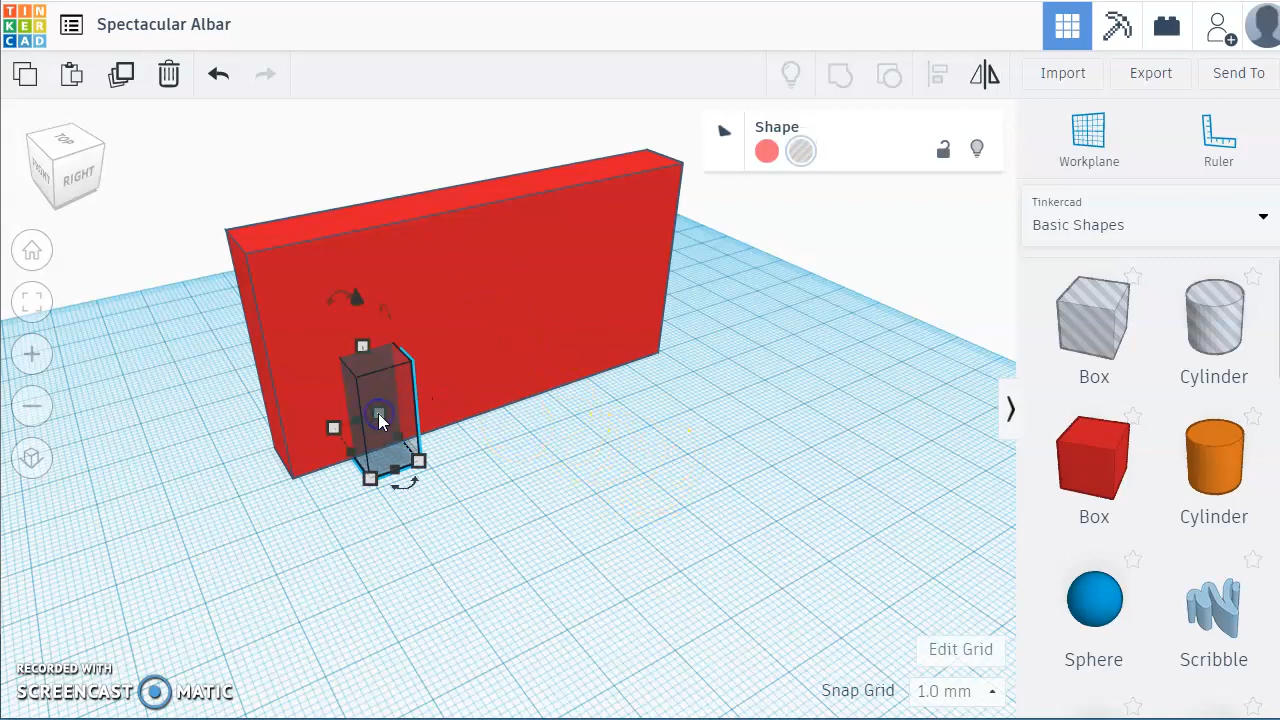 TIN
KER
CAD
Spectacular Albar
Import
Export
Send To
TOP
FRONT
RIGHT
Shape
Workplane
Ruler
Tinkercad
Basic Shapes
Box
Cylinder
Box
Cylinder
Sphere
Scribble
Edit Grid
Snap Grid
1.0 mm
RECORDED WITH
SCREENCAST MATIC